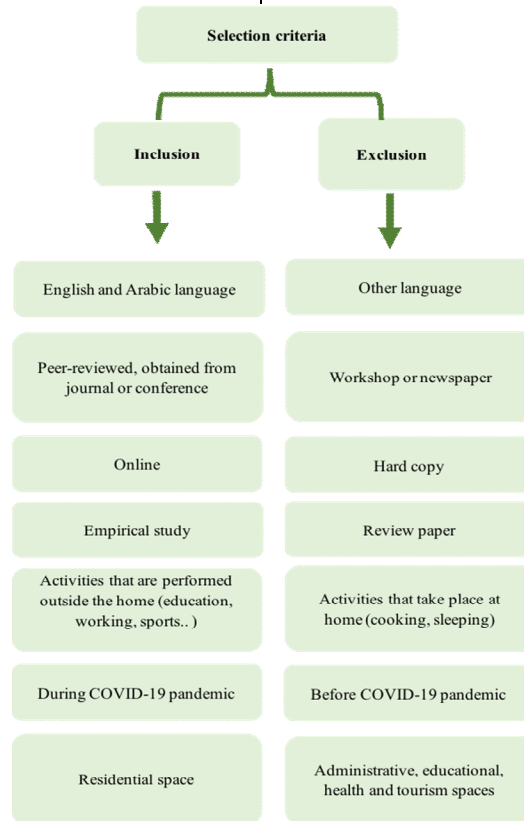 Selection criteria
Inclusion
Exclusion
English and Arabic language
Other language
Peer-reviewed, obtained from
journal or conference
Workshop or newspaper
Online
Hard copy
Empirical study
Review paper
Activities that are performed
outside the home (education,
working, sports.. )
Activities that take place at
home (cooking, sleeping)
During COVID-19 pandemic
Before COVID-19 pandemic
Residential space
Administrative, educational,
health and tourism spaces